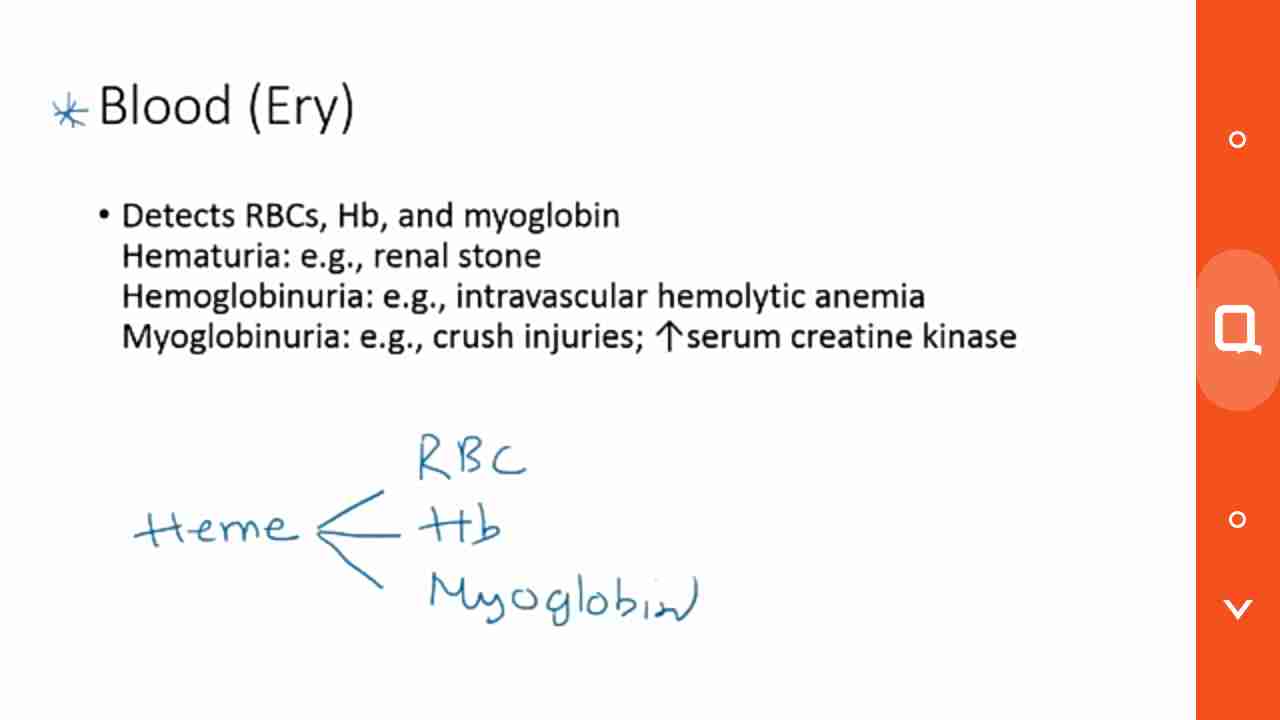 * Blood (Ery)
• Detects RBCs, Hb, and myoglobin
Hematuria: e.g., renal stone
Hemoglobinuria: e.g., intravascular hemolytic anemia
Myoglobinuria: e.g., crush injuries; ↑serum creatine kinase
RBC
Heme Hb
Myoglobin